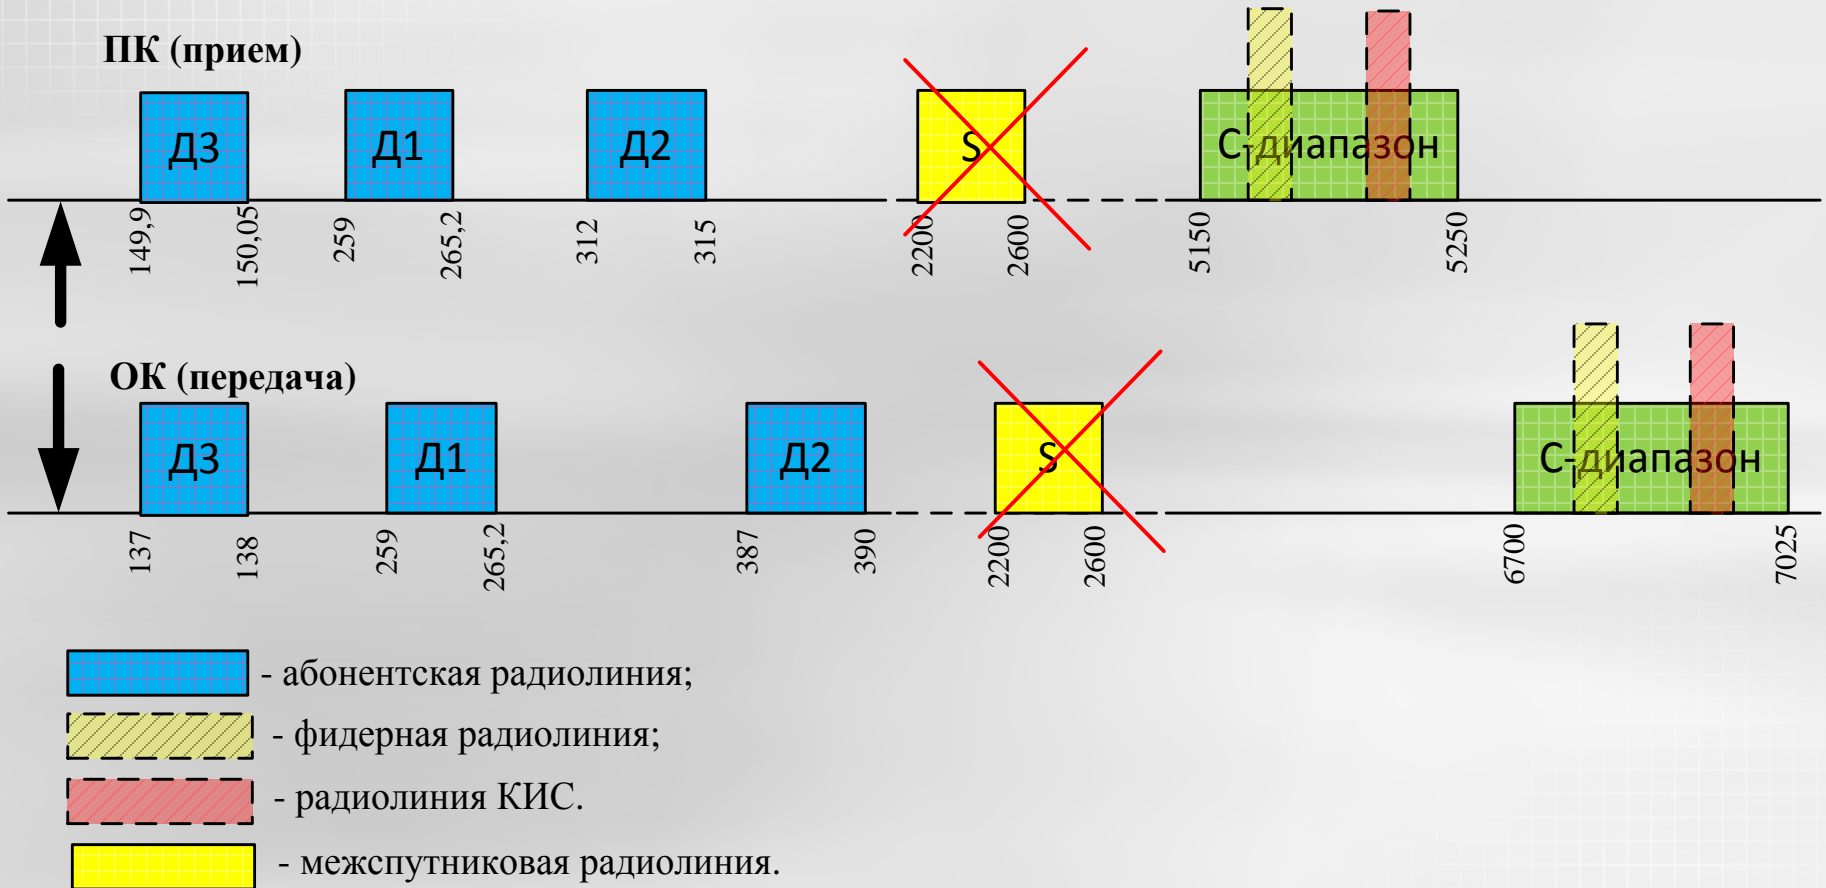 ПК (прием)
Д3
Д1
Д2
S
С-диапазон
149,9
150,05
259
265,2
312
315
2200
2600
5150
5250
ОК (передача)
Д3
Д1
Д2
S
С-диапазон
137
138
259
265,2
387
390
2200
2600
6700
7025
- абонентская радиолиния;
- фидерная радиолиния;
- радиолиния КИС.
- межспутниковая радиолиния.